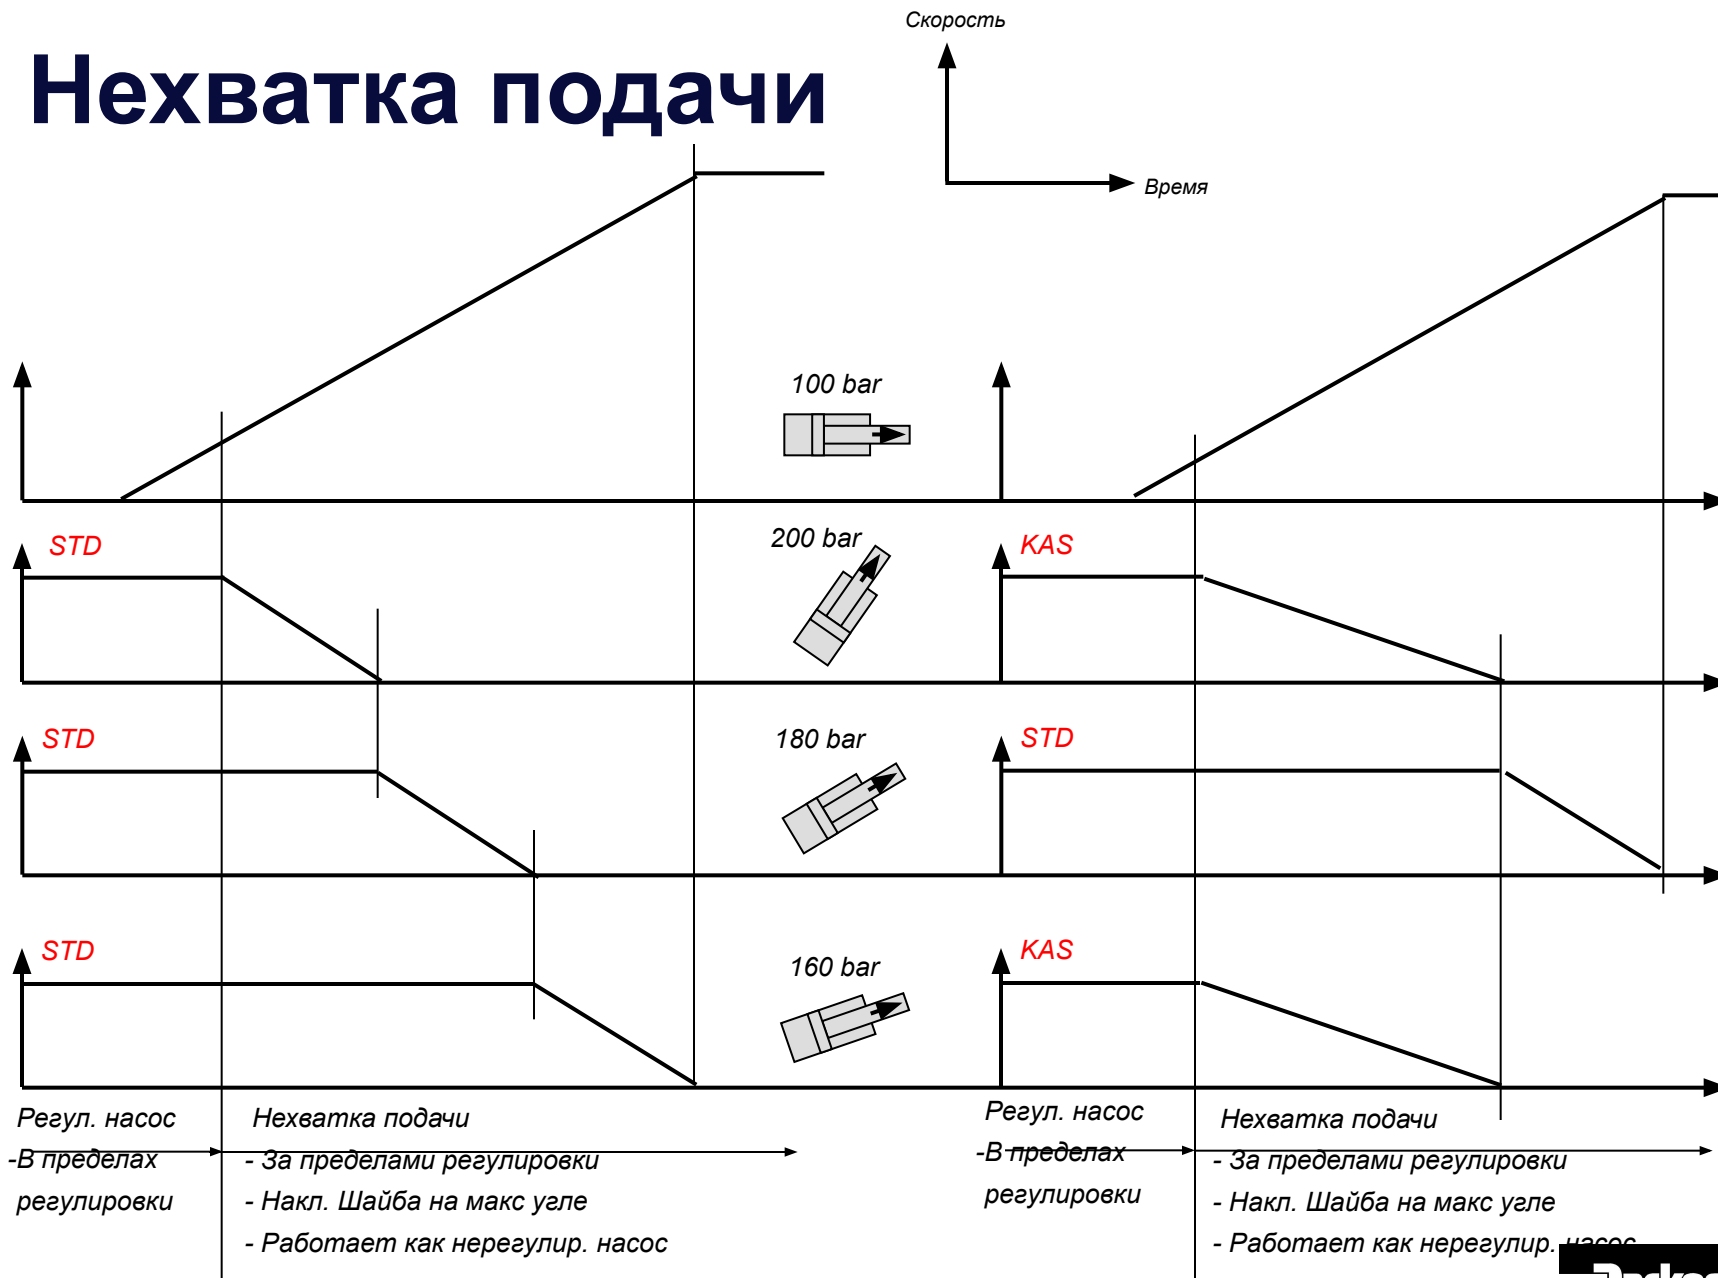 Скорость
Нехватка подачи
Время
100 bar
STD
200 bar
KAS
STD
180 bar
STD
STD
160 bar
KAS
Регул. насос
-В пределах
регулировки
Нехватка подачи
- За пределами регулировки
- Накл. Шайба на макс угле
- Работает как нерегулир. насос
Регул. насос
-В пределах
регулировки
Нехватка подачи
- За пределами регулировки
- Накл. Шайба на макс угле
- Работает как нерегулир. насос